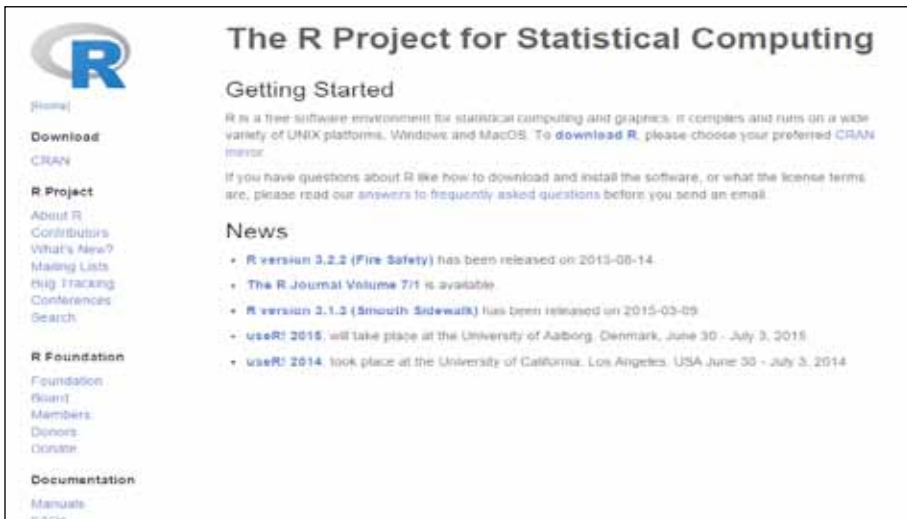 R
[Home]
Download
CRAN
R Project
About R
Contributors
What's New?
Mailing Lists
Bug Tracking
Conferences
Search
R Foundation
Foundation
Board
Members
Donors
Donate
Documentation
Manuals
The R Project for Statistical Computing
Getting Started
R is a free software environment for statistical computing and graphics. It compiles and runs on a wide
variety of UNIX platforms, Windows and MacOS. To download R, please choose your preferred CRAN
mirror.
If you have questions about R like how to download and install the software, or what the license terms
are, please read our answers to frequently asked questions before you send an email.
News
• R version 3.2.2 (Fire Safety) has been released on 2015-08-14.
• The R Journal Volume 7/1 is available.
• R version 3.1.3 (Smooth Sidewalk) has been released on 2015-03-09.
• useR! 2015, will take place at the University of Aalborg, Denmark, June 30 - July 3, 2015.
• useR! 2014, took place at the University of California, Los Angeles, USA June 30 - July 3, 2014.